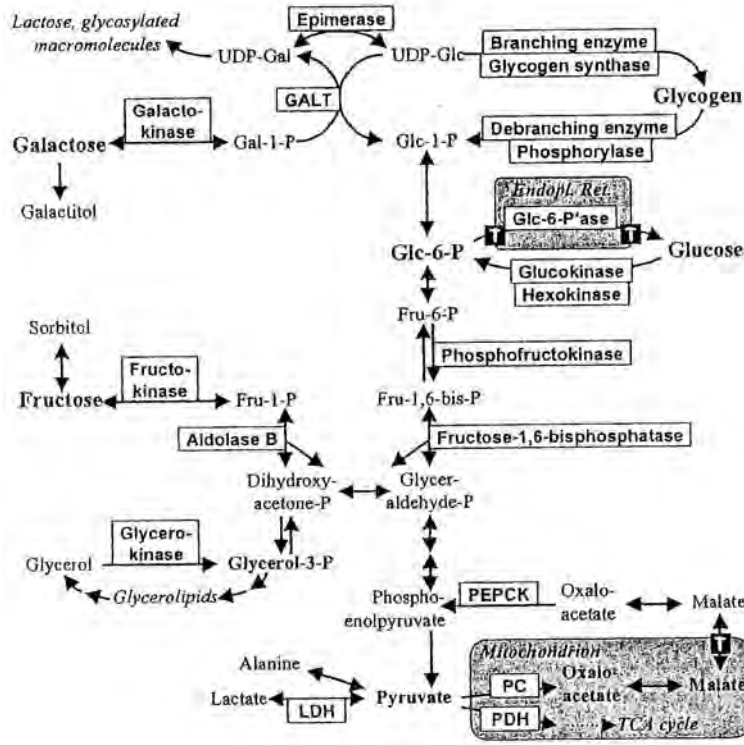 Lactose, glycosylated
macromolecules
Epimerase
UDP-Gal
UDP-Glc
Branching enzyme
Glycogen synthase
GALT
Glycogen
Galacto-
kinase
Galactose
Gal-1-P
Glc-1-P
Debranching enzyme
Phosphorylase
Galactitol
Endopl. Ret.
Glc-6-P'ase
T
T
Glc-6-P
Glucose
Glucokinase
Hexokinase
Fru-6-P
Sorbitol
Phosphofructokinase
Fructo-
kinase
Fructose
Fru-1-P
Fru-1,6-bis-P
Aldolase B
Fructose-1,6-bisphosphatase
Dihydroxy-
acetone-P
Glycer-
aldehyde-P
Glycero-
kinase
Glycerol
Glycerol-3-P
Glycerolipids
Phospho-
enolpyruvate
PEPCK
Oxalo-
acetate
Malate
T
Mitochondrion
Alanine
Lactate
LDH
Pyruvate
PC
Oxalo-
acetate
Malate
PDH
TCA cycle